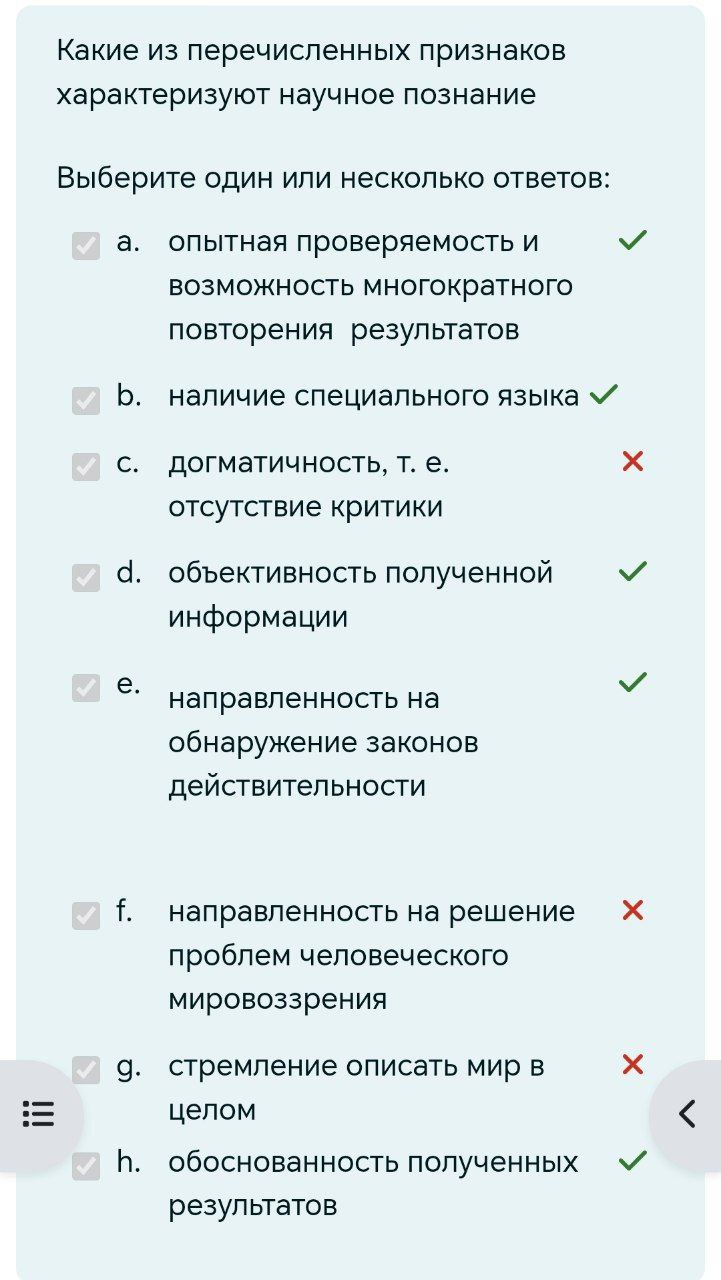 Какие из перечисленных признаков
характеризуют научное познание
Выберите один или несколько ответов:
a. опытная проверяемость и
возможность многократного
повторения результатов
b. наличие специального языка
c. догматичность, т. е.
отсутствие критики
d. объективность полученной
информации
e. направленность на
обнаружение законов
действительности
f. направленность на решение
проблем человеческого
мировоззрения
g. стремление описать мир в
целом
h. обоснованность полученных
результатов